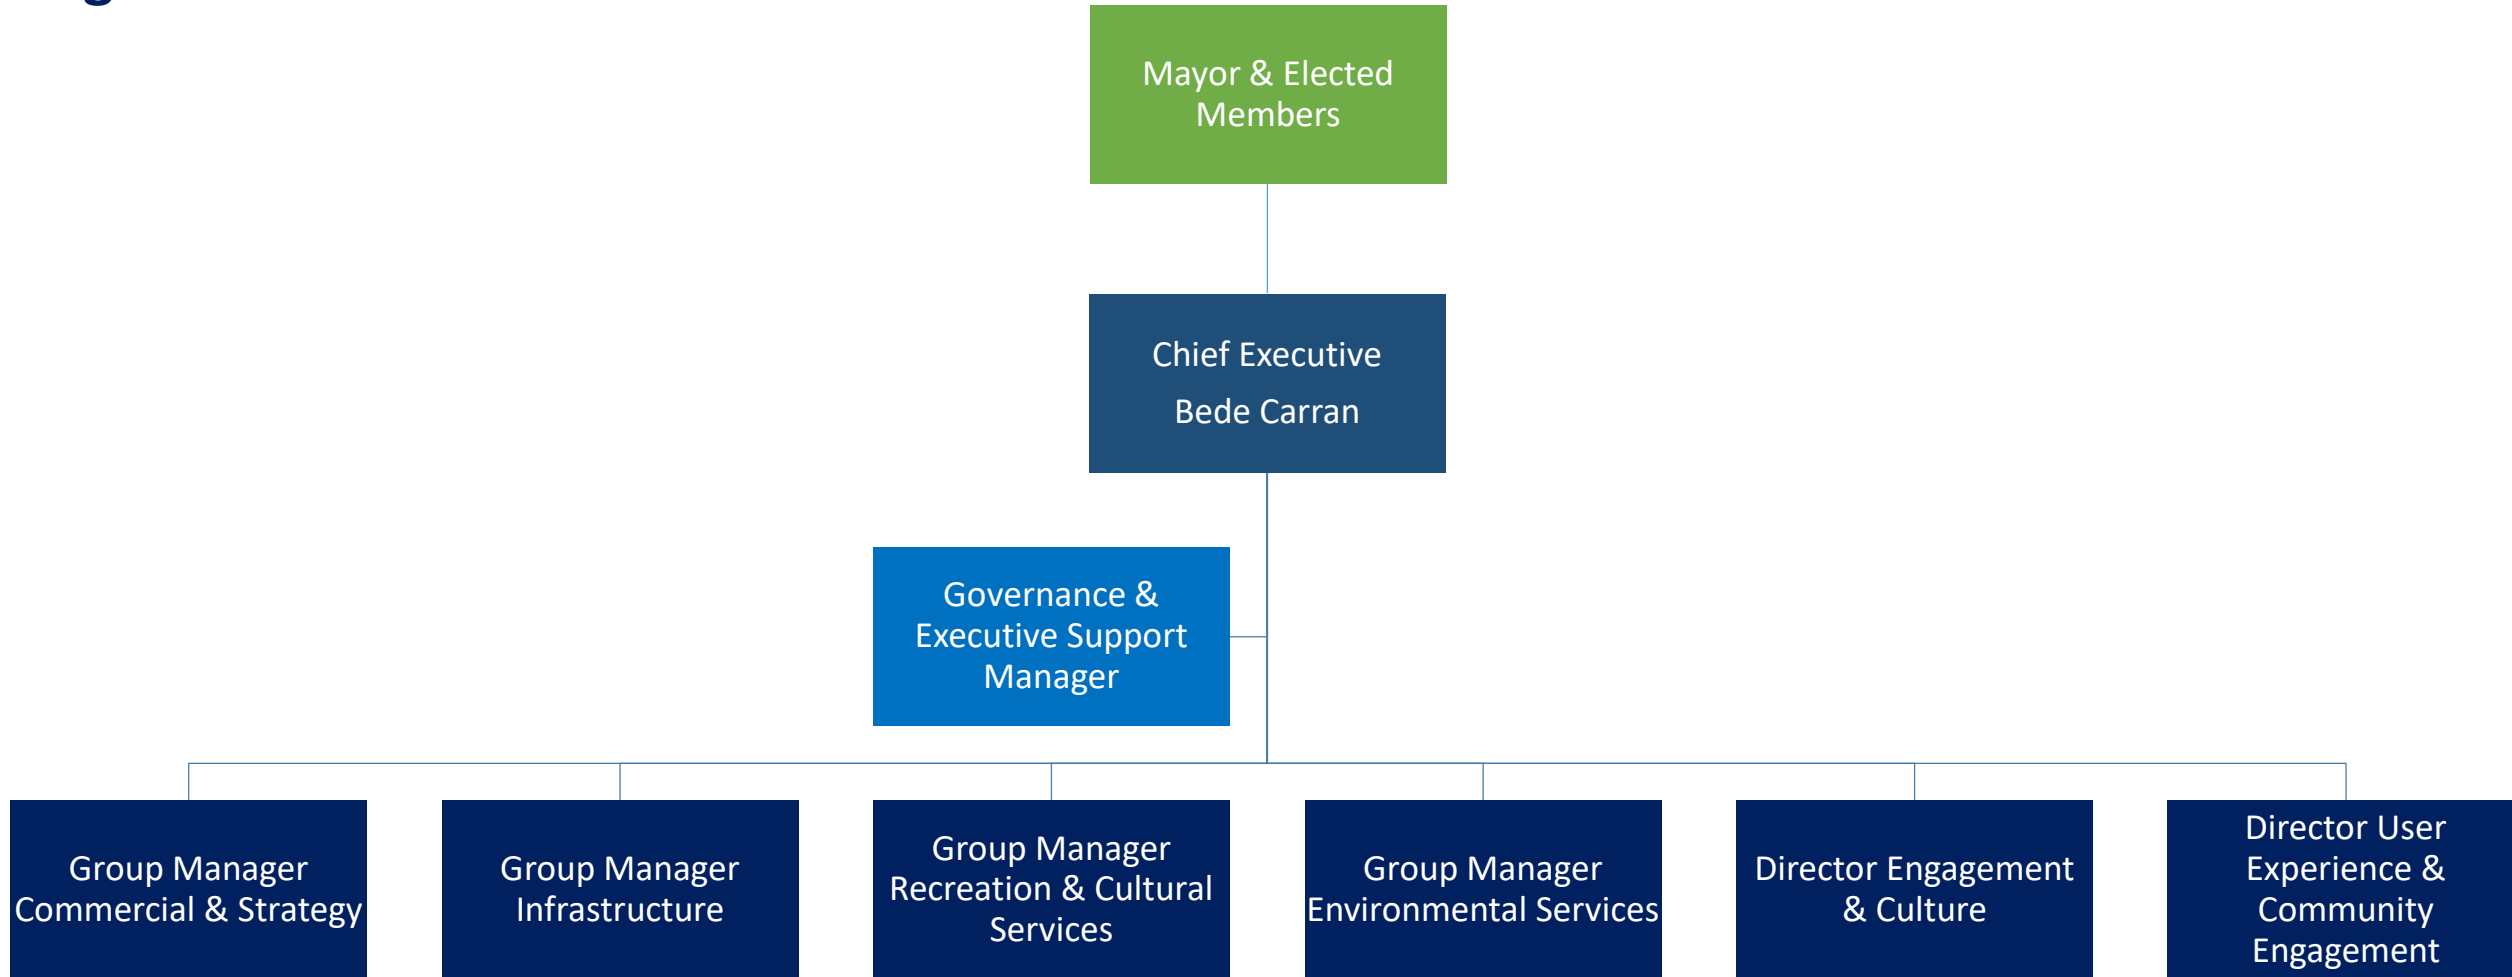 Mayor & Elected
Members
Chief Executive
Bede Carran
Governance &
Executive Support
Manager
Group Manager
Commercial & Strategy
Group Manager
Infrastructure
Group Manager
Recreation & Cultural
Services
Group Manager
Environmental Services
Director Engagement
& Culture
Director User
Experience &
Community
Engagement